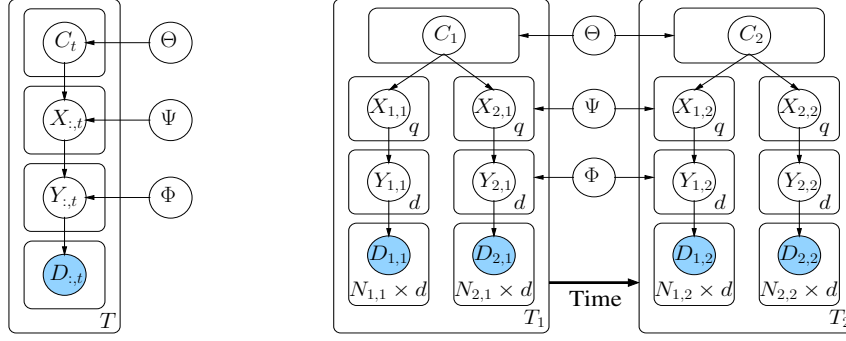 C_t Θ
X_{:,t} Ψ
Y_{:,t} Φ
D_{:,t}
T
C_1 Θ C_2
X_{1,1} q X_{2,1} q Ψ X_{1,2} q X_{2,2} q
Y_{1,1} d Y_{2,1} d Φ Y_{1,2} d Y_{2,2} d
D_{1,1} D_{2,1} D_{1,2} D_{2,2}
N_{1,1} × d N_{2,1} × d Time N_{1,2} × d N_{2,2} × d
T_1 T_2